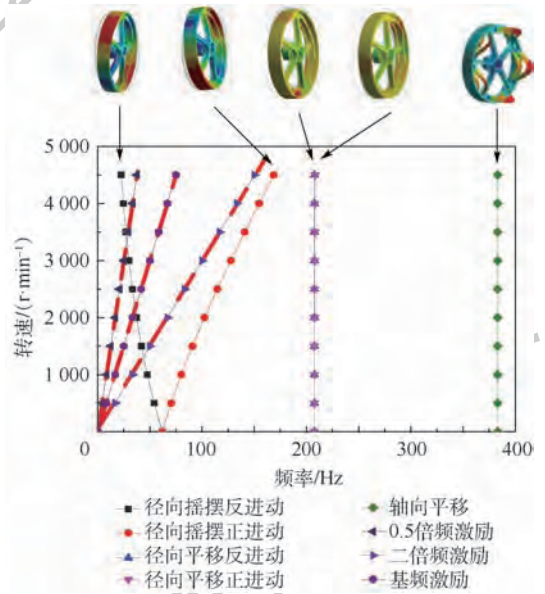 5 000
4 000
3 000
2 000
1 000
转速/(r·min⁻¹)
0
100
200
300
400
频率/Hz
径向摇摆反进动
径向摇摆正进动
径向平移反进动
径向平移正进动
轴向平移
0.5倍频激励
二倍频激励
基频激励